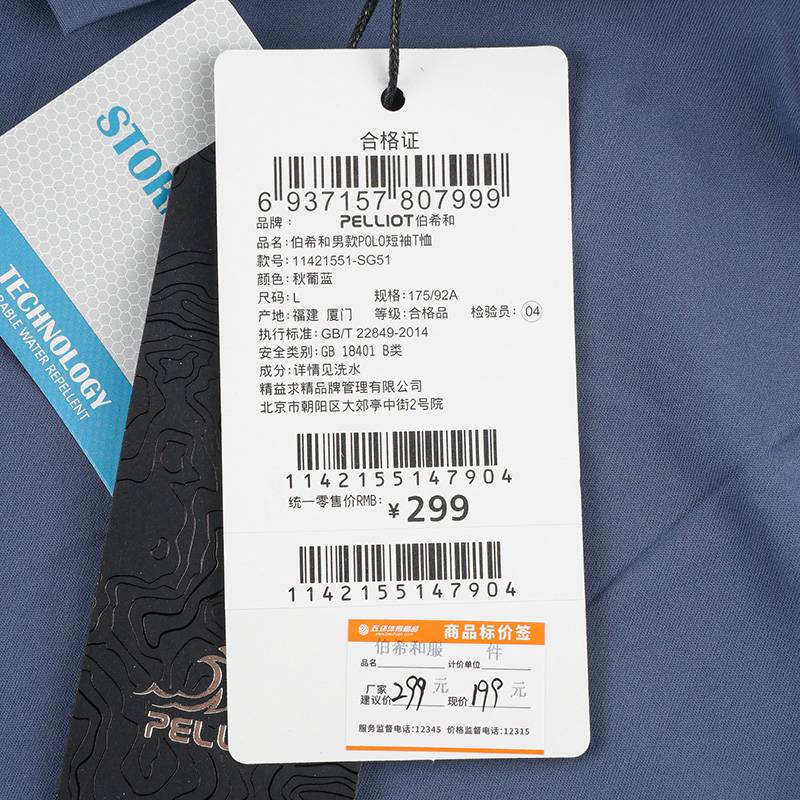 合格证
6 937157 807999
品牌: PELLIOT伯希和
品名: 伯希和男款POLO短袖T恤
款号: 11421551-SG51
颜色: 秋葡蓝
尺码: L 规格: 175/92A
产地: 福建 厦门 等级: 合格品 检验员: 04
执行标准: GB/T 22849-2014
安全类别: GB 18401 B类
成分: 详情见洗水
精益求精品牌管理有限公司
北京市朝阳区大郊亭中街2号院
1142155147904
统一零售价RMB: ¥299
1142155147904
五环体育精品 商品标价签
品名 伯希和服 计价单位 件
厂家
建议价 299 元 现价 199 元
服务监督电话:12345 价格监督电话:12315
STOR
TECHNOLOGY
RABLE WATER REPELLENT
PELLIO